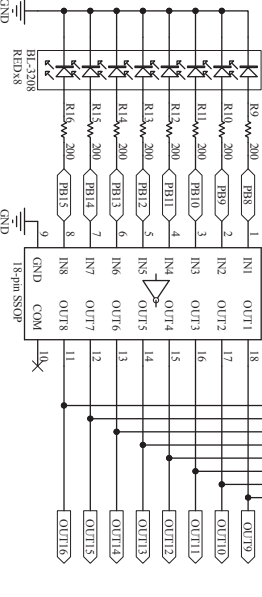 GND
BL-3208
REDx8
R9 200 PB8 1 IN1 OUT 1 18 OUT9
R10 200 PB9 2 IN2 OUT2 17 OUT10
R11 200 PB10 3 IN3 OUT3 16 OUT11
R12 200 PB11 4 IN4 OUT4 15 OUT12
R13 200 PB12 5 IN5 OUT5 14 OUT13
R14 200 PB13 6 IN6 OUT6 13 OUT14
R15 200 PB14 7 IN7 OUT7 12 OUT15
R16 200 PB15 8 IN8 OUT8 11 OUT16
GND 9 GND COM 10
18-pin SSOP